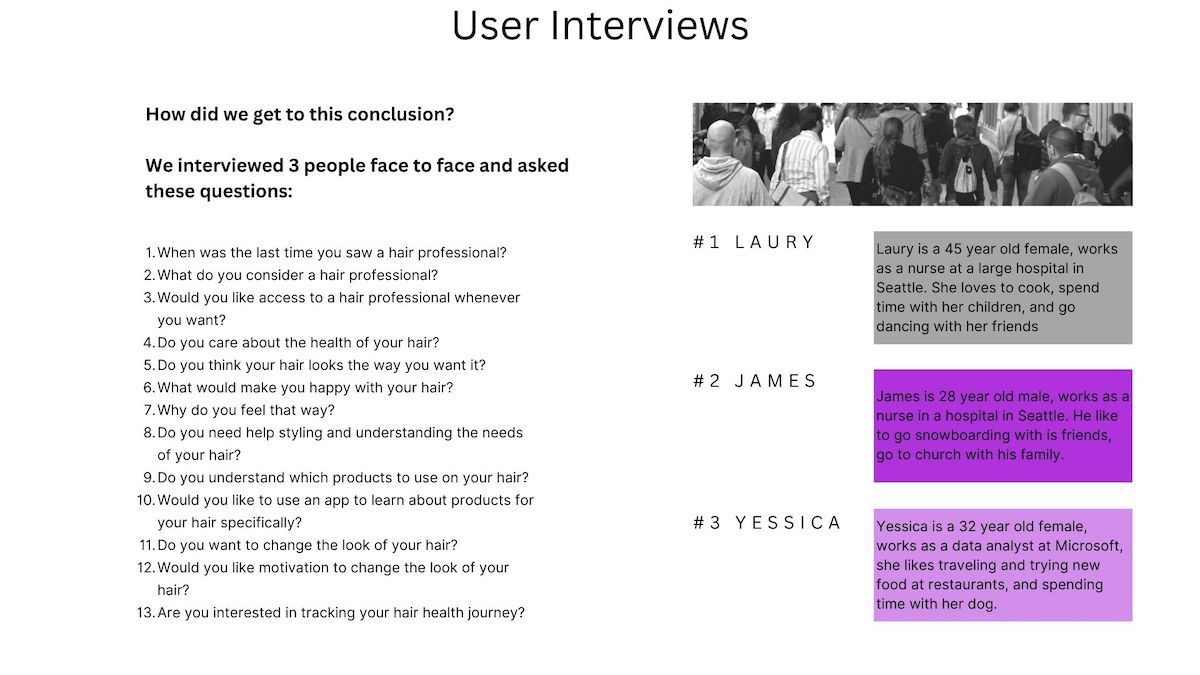 User Interviews
How did we get to this conclusion?
We interviewed 3 people face to face and asked
these questions:
1. When was the last time you saw a hair professional?
2. What do you consider a hair professional?
3. Would you like access to a hair professional whenever
you want?
4. Do you care about the health of your hair?
5. Do you think your hair looks the way you want it?
6. What would make you happy with your hair?
7. Why do you feel that way?
8. Do you need help styling and understanding the needs
of your hair?
9. Do you understand which products to use on your hair?
10. Would you like to use an app to learn about products for
your hair specifically?
11. Do you want to change the look of your hair?
12. Would you like motivation to change the look of your
hair?
13. Are you interested in tracking your hair health journey?
#1 LAURY
Laury is a 45 year old female, works
as a nurse at a large hospital in
Seattle. She loves to cook, spend
time with her children, and go
dancing with her friends
#2 JAMES
James is 28 year old male, works as a
nurse in a hospital in Seattle. He like
to go snowboarding with is friends,
go to church with his family.
#3 YESSICA
Yessica is a 32 year old female,
works as a data analyst at Microsoft,
she likes traveling and trying new
food at restaurants, and spending
time with her dog.